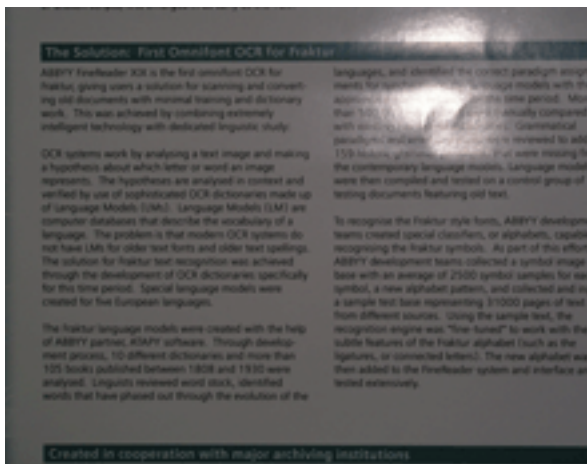 The Solution: First Omnifont OCR for Fraktur
ABBYY FineReader XIX is the first omnifont OCR for
Fraktur, giving users a solution for scanning and convert-
ing old documents with minimal training and dictionary
work. This was achieved by combining extremely
intelligent technology with dedicated linguistic study:
OCR systems work by analysing a text image and making
a hypothesis about which letter or word an image
represents. The hypotheses are analysed in context and
verified by use of sophisticated OCR dictionaries made up
of Language Models (LMs). Language Models (LM) are
computer databases that describe the vocabulary of a
language. The problem is that modern OCR systems do
not have LMs for older text fonts and older text spellings.
The solution for Fraktur text recognition was achieved
through the development of OCR dictionaries specifically
for this time period. Special language models were
created for five European languages.
The Fraktur language models were created with the help
of ABBYY partner, ATAPY software. Through develop-
ment process, 10 different dictionaries and more than
105 books published between 1808 and 1930 were
analysed. Linguists reviewed word stock, identified
words that have phased out through the evolution of the
languages, and identified the correct paradigm
ments for language models with the
time period.
than compared
with Grammatical
paradigms reviewed to
159 that were missing
the contemporary language models. Language
were then compiled and tested on a control group of
testing documents featuring old text.
To recognise the Fraktur style fonts, ABBYY
teams created special classifiers, or alphabets,
recognising the Fraktur symbols. As part of this
ABBYY development teams collected a symbol image
base with an average of 2500 symbol samples for
symbol, a new alphabet pattern, and collected and
a sample text base representing 31000 pages of
from different sources. Using the sample text, the
recognition engine was "fine-tuned" to work with
subtle features of the Fraktur alphabet (such as the
ligatures, or connected letters). The new alphabet
then added to the FineReader system and interface
tested extensively.
Created in cooperation with major archiving institutions